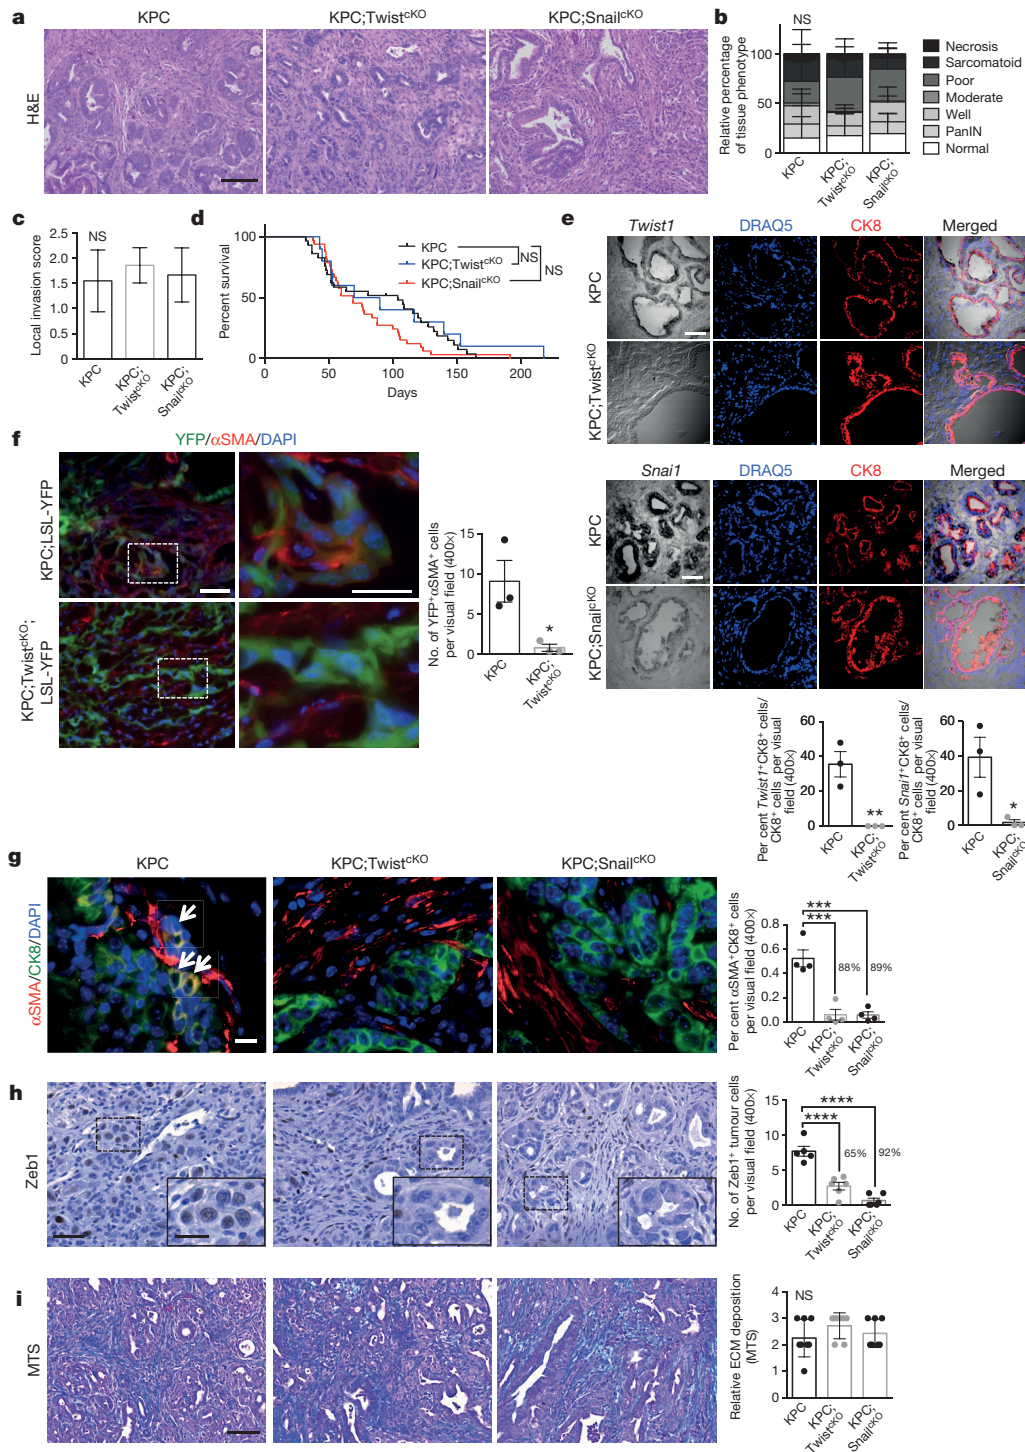 a
KPC
KPC;Twist^cKO
KPC;Snail^cKO
H&E
b
Relative percentage
of tissue phenotype
100
50
0
NS
KPC
KPC;
Twist^cKO
KPC;
Snail^cKO
Necrosis
Sarcomatoid
Poor
Moderate
Well
PanIN
Normal
c
Local invasion score
2.5
2.0
1.5
1.0
0.5
0
NS
KPC
KPC;
Twist^cKO
KPC;
Snail^cKO
d
Percent survival
100
50
0
0
50
100
150
200
Days
KPC
KPC;Twist^cKO
KPC;Snail^cKO
NS
NS
e
Twist1
DRAQ5
CK8
Merged
KPC
KPC;Twist^cKO
Snai1
DRAQ5
CK8
Merged
KPC
KPC;Snail^cKO
Per cent Twist1⁺CK8⁺ cells/
CK8⁺ cells per visual
field (400×)
60
40
20
0
**
KPC
KPC;
Twist^cKO
Per cent Snai1⁺CK8⁺ cells/
CK8⁺ cells per visual
field (400×)
60
40
20
0
*
KPC
KPC;
Snail^cKO
f
YFP/αSMA/DAPI
KPC;LSL-YFP
KPC;Twist^cKO;
LSL-YFP
No. of YFP⁺αSMA⁺ cells
per visual field (400×)
15
10
5
0
*
KPC
KPC;
Twist^cKO
g
KPC
KPC;Twist^cKO
KPC;Snail^cKO
αSMA/CK8/DAPI
Per cent αSMA⁺CK8⁺ cells
per visual field (400×)
0.8
0.6
0.4
0.2
0.0
***
***
88%
89%
KPC
KPC;
Twist^cKO
KPC;
Snail^cKO
h
Zeb1
No. of Zeb1⁺ tumour cells
per visual field (400×)
15
10
5
0
****
****
65%
92%
KPC
KPC;
Twist^cKO
KPC;
Snail^cKO
i
MTS
Relative ECM deposition
(MTS)
4
3
2
1
0
NS
KPC
KPC;
Twist^cKO
KPC;
Snail^cKO